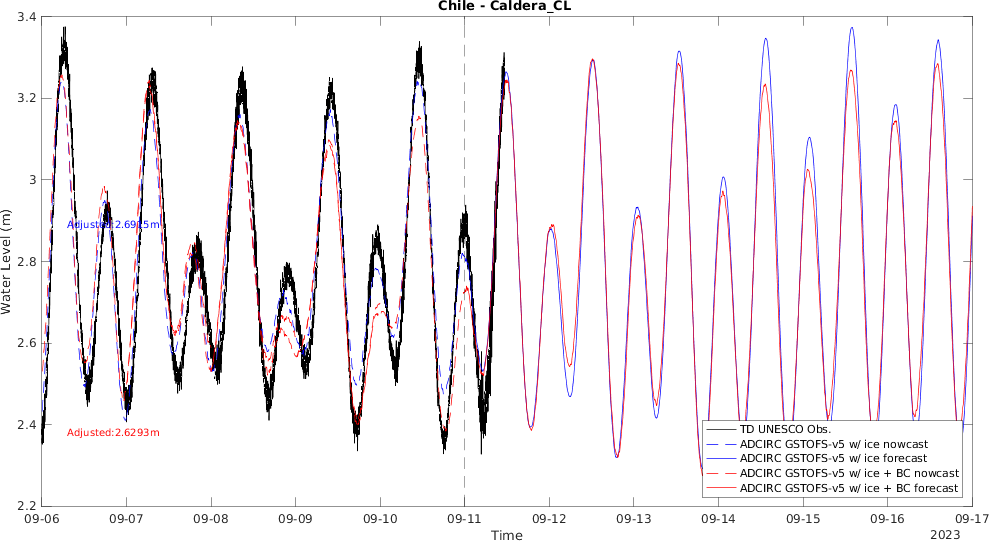 Chile - Caldera_CL
Water Level (m)
3.4
3.2
3
2.8
2.6
2.4
2.2
Adjusted:2.6915m
Adjusted:2.6293m
TD UNESCO Obs.
ADCIRC GSTOFS-v5 w/ ice nowcast
ADCIRC GSTOFS-v5 w/ ice forecast
ADCIRC GSTOFS-v5 w/ ice + BC nowcast
ADCIRC GSTOFS-v5 w/ ice + BC forecast
09-06 09-07 09-08 09-09 09-10 09-11 09-12 09-13 09-14 09-15 09-16 09-17
Time
2023